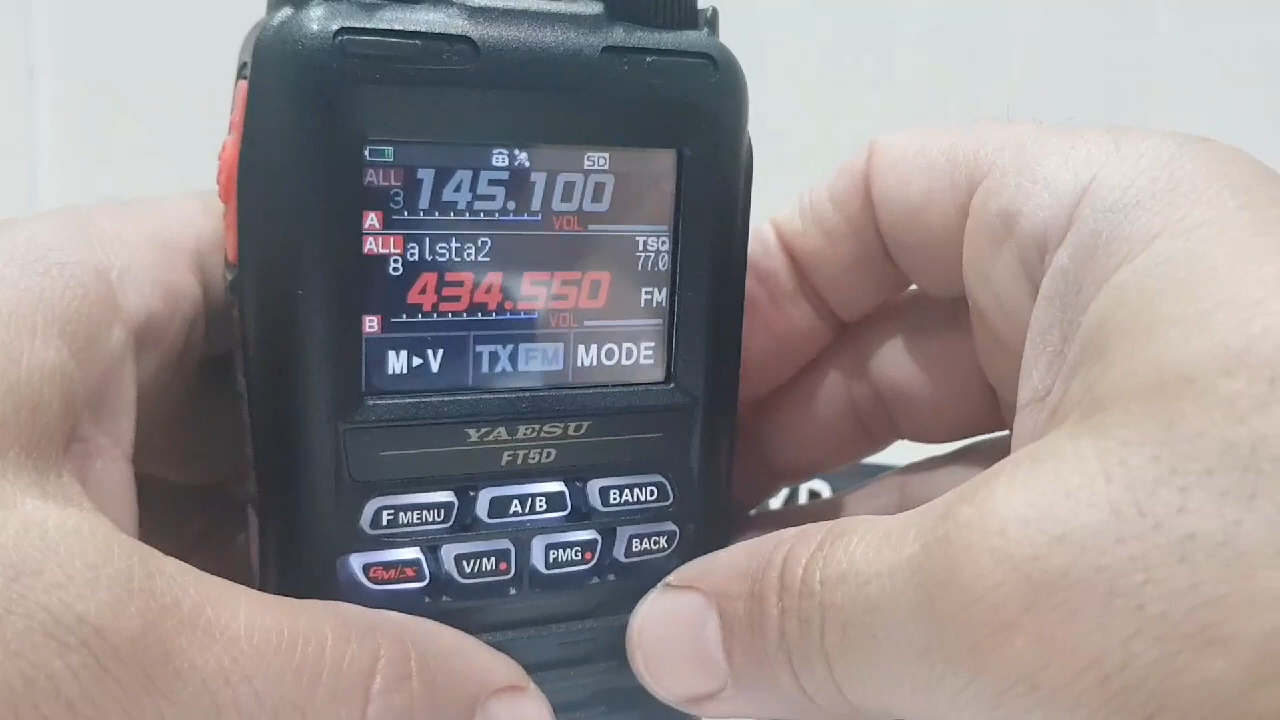 SD
ALL
3 145.100
A VOL
ALL alsta2 TSQ
8 77.0
434.550 FM
B VOL
M▸V TX FM MODE
YAESU
FT5D
F MENU A/B BAND
GM/X V/M PMG BACK